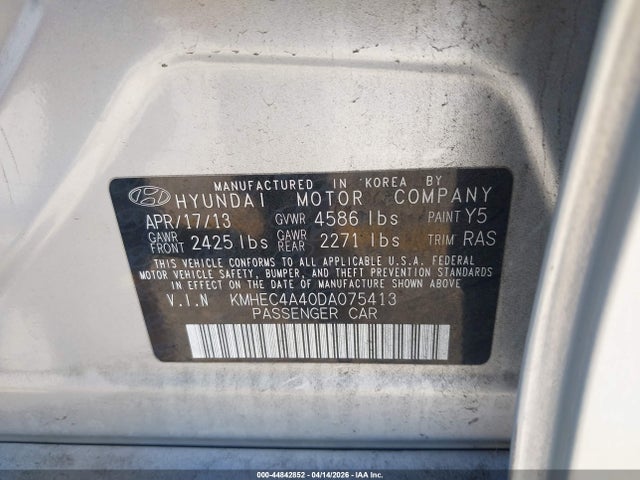 MANUFACTURED IN KOREA BY
HYUNDAI MOTOR COMPANY
APR/17/13 GVWR 4586 lbs PAINT Y5
GAWR FRONT 2425 lbs GAWR REAR 2271 lbs TRIM RAS
THIS VEHICLE CONFORMS TO ALL APPLICABLE U.S.A. FEDERAL
MOTOR VEHICLE SAFETY, BUMPER, AND THEFT PREVENTION STANDARDS
IN EFFECT ON THE DATE OF MANUFACTURE SHOWN ABOVE
V.I.N KMHEC4A40DA075413
PASSENGER CAR
000-44842852 - 04/14/2026 - IAA Inc.